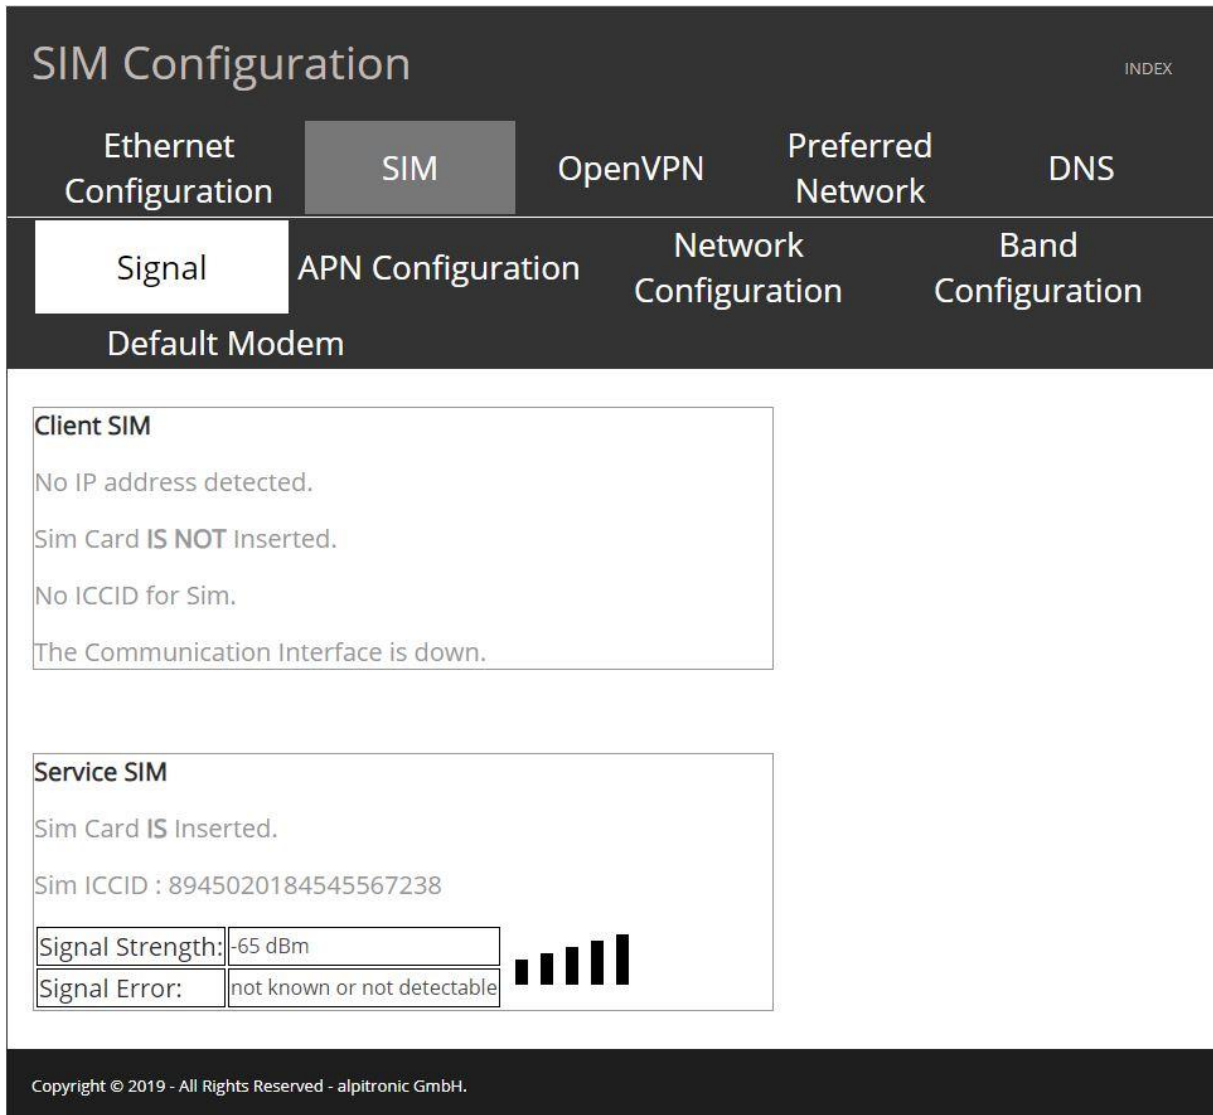 SIM Configuration
INDEX
Ethernet Configuration
SIM
OpenVPN
Preferred Network
DNS
Signal
APN Configuration
Network Configuration
Band Configuration
Default Modem
Client SIM
No IP address detected.
Sim Card IS NOT Inserted.
No ICCID for Sim.
The Communication Interface is down.
Service SIM
Sim Card IS Inserted.
Sim ICCID : 8945020184545567238
Signal Strength: -65 dBm
Signal Error: not known or not detectable
Copyright © 2019 - All Rights Reserved - alpitronic GmbH.